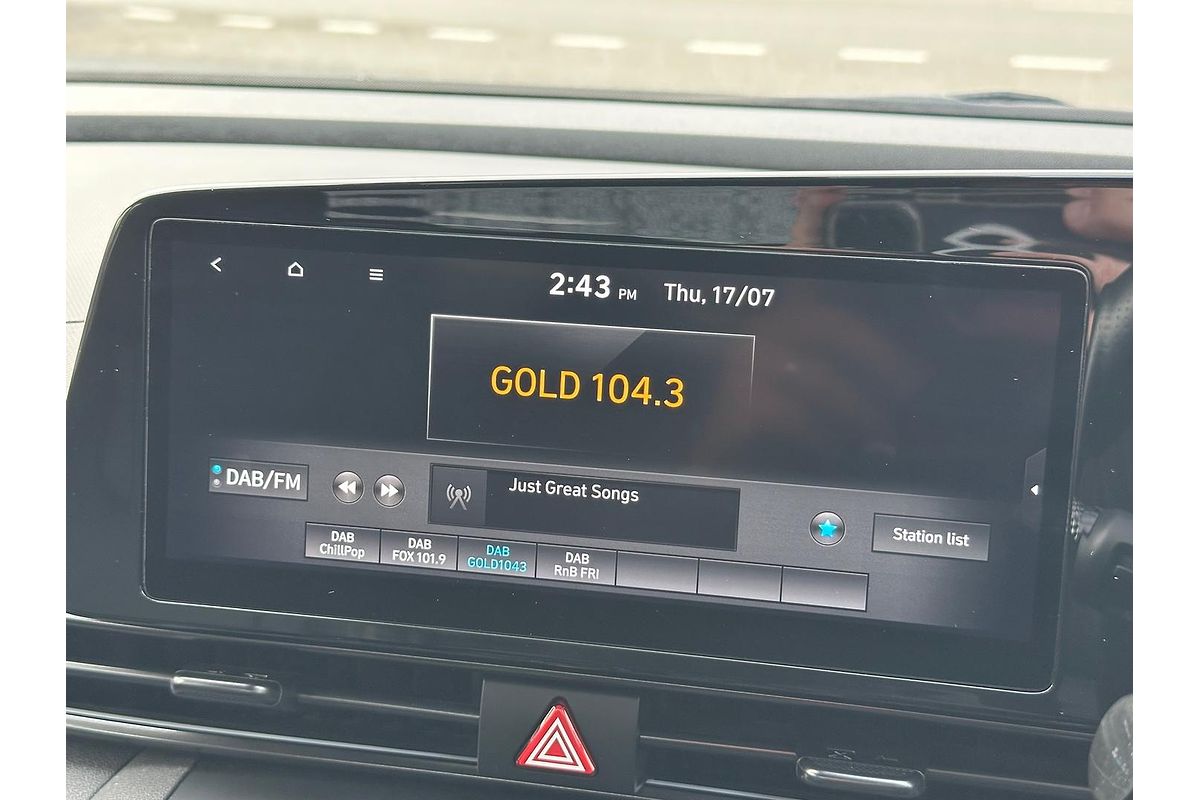 2:43 PM Thu, 17/07
GOLD 104.3
DAB/FM
Just Great Songs
Station list
DAB
ChillPop
DAB
FOX 101.9
DAB
GOLD1043
DAB
RnB FRI